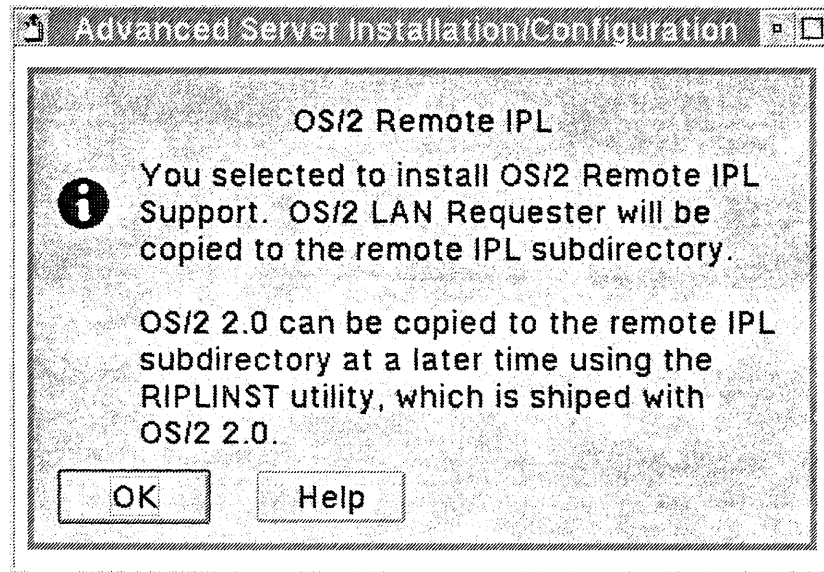 Advanced Server Installation/Configuration
OS/2 Remote IPL
You selected to install OS/2 Remote IPL
Support. OS/2 LAN Requester will be
copied to the remote IPL subdirectory.
OS/2 2.0 can be copied to the remote IPL
subdirectory at a later time using the
RIPLINST utility, which is shiped with
OS/2 2.0.
OK
Help